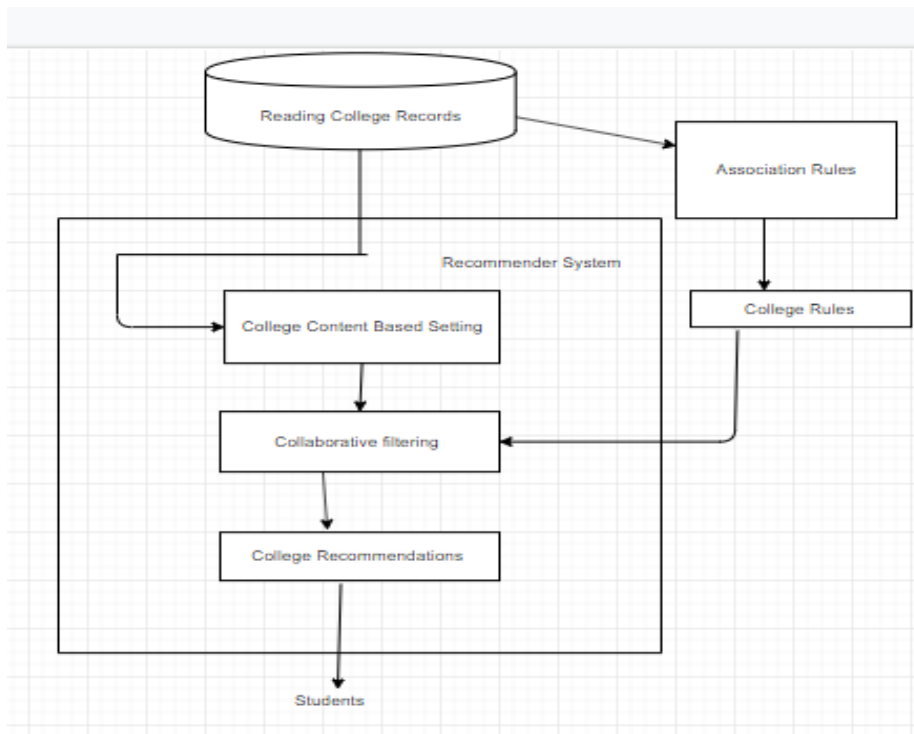 Reading College Records
Association Rules
Recommender System
College Rules
College Content Based Setting
Collaborative filtering
College Recommendations
Students